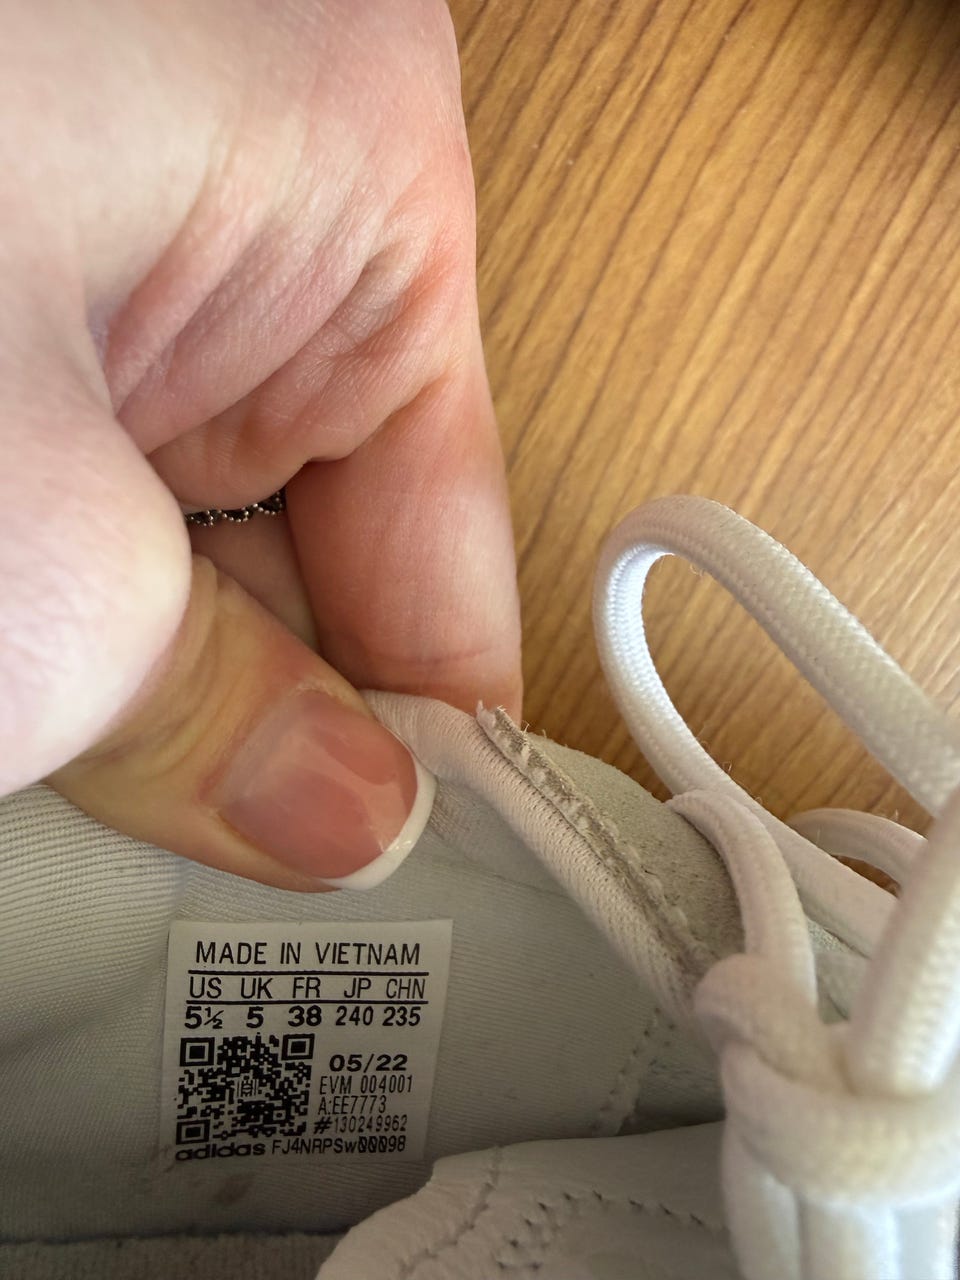 MADE IN VIETNAM
US UK FR JP CHN
5½ 5 38 240 235
05/22
EVM 004001
A:EE7773
#130249962
adidas FJ4NRPSW00098